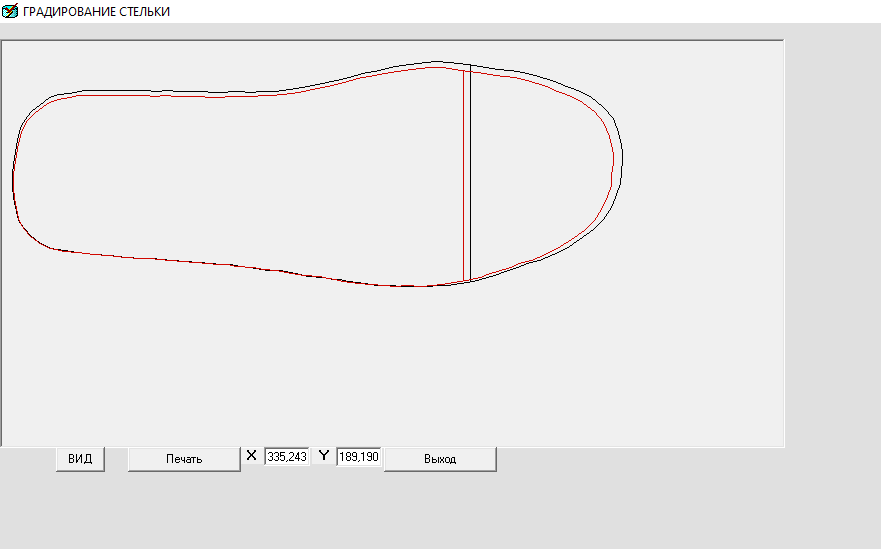 ГРАДИРОВАНИЕ СТЕЛЬКИ
ВИД Печать X 335,243 Y 189,190 Выход